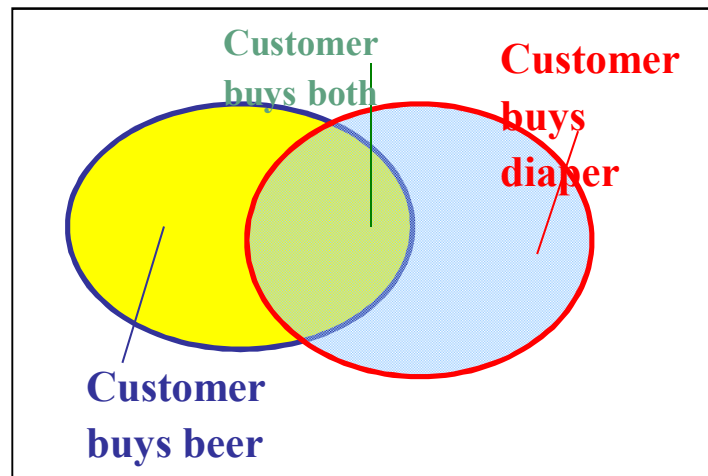 Customer
buys both
Customer
buys
diaper
Customer
buys beer